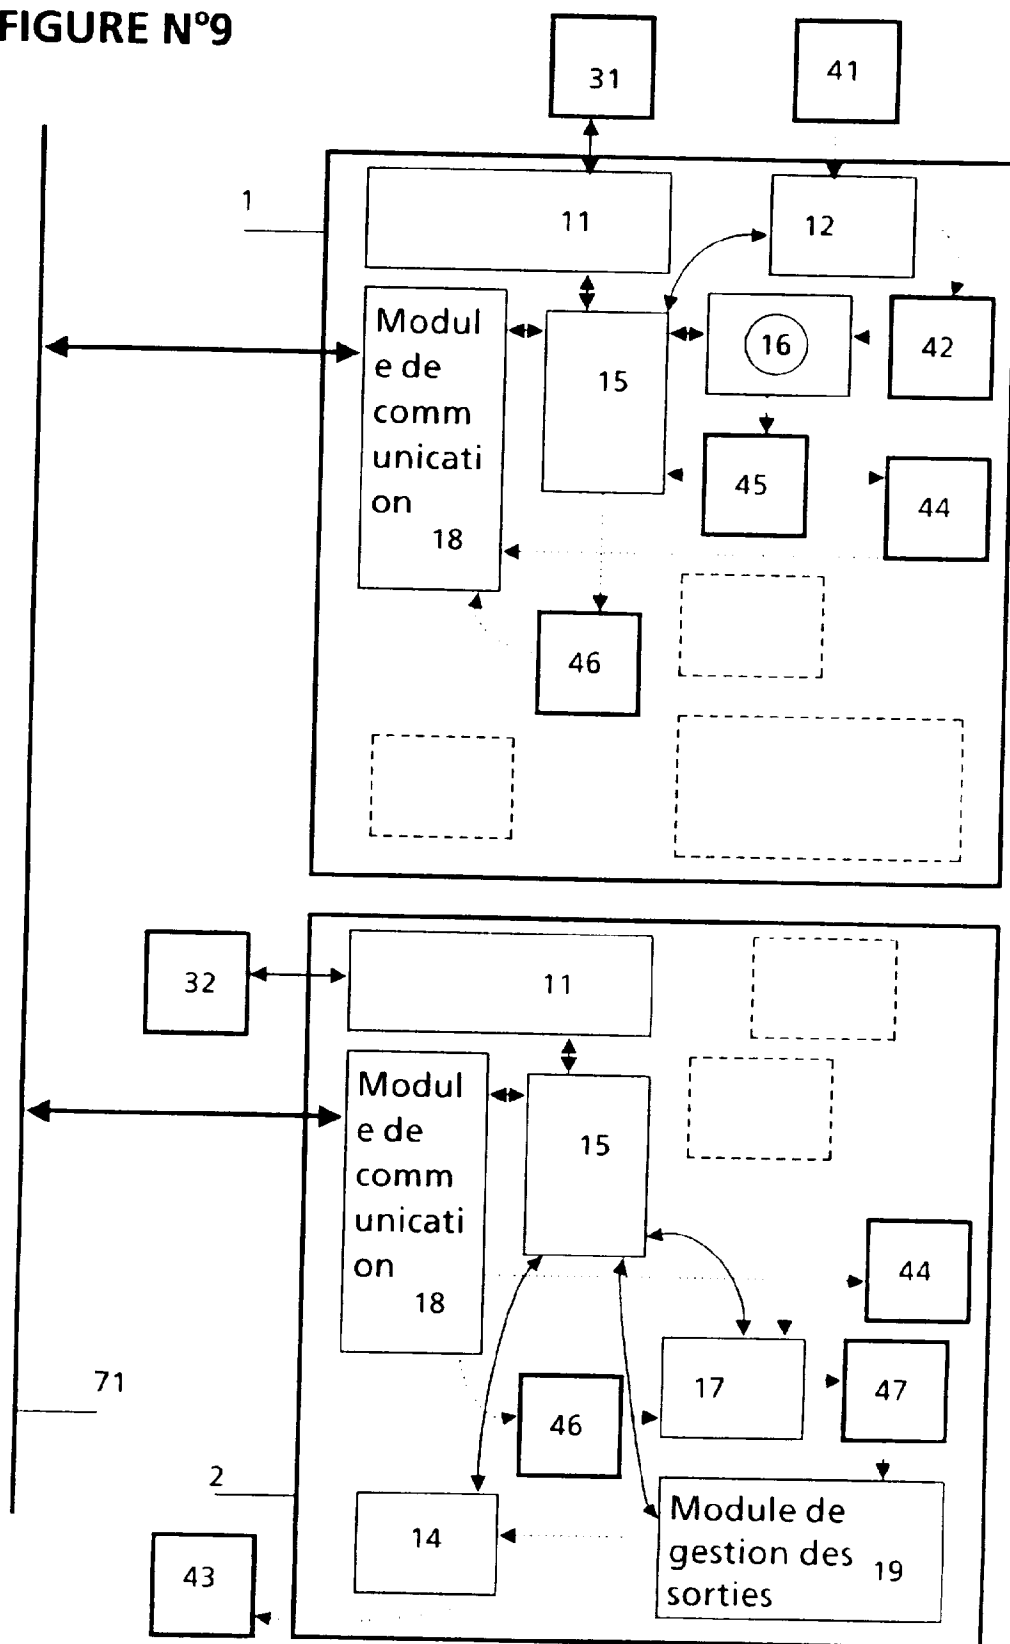 FIGURE N°9
31
41
1
11
12
Modul
e de
comm
unicati
on
18
15
16
42
45
44
46
32
11
Modul
e de
comm
unicati
on
18
15
44
71
17
47
46
2
14
Module de
gestion des
sorties
19
43